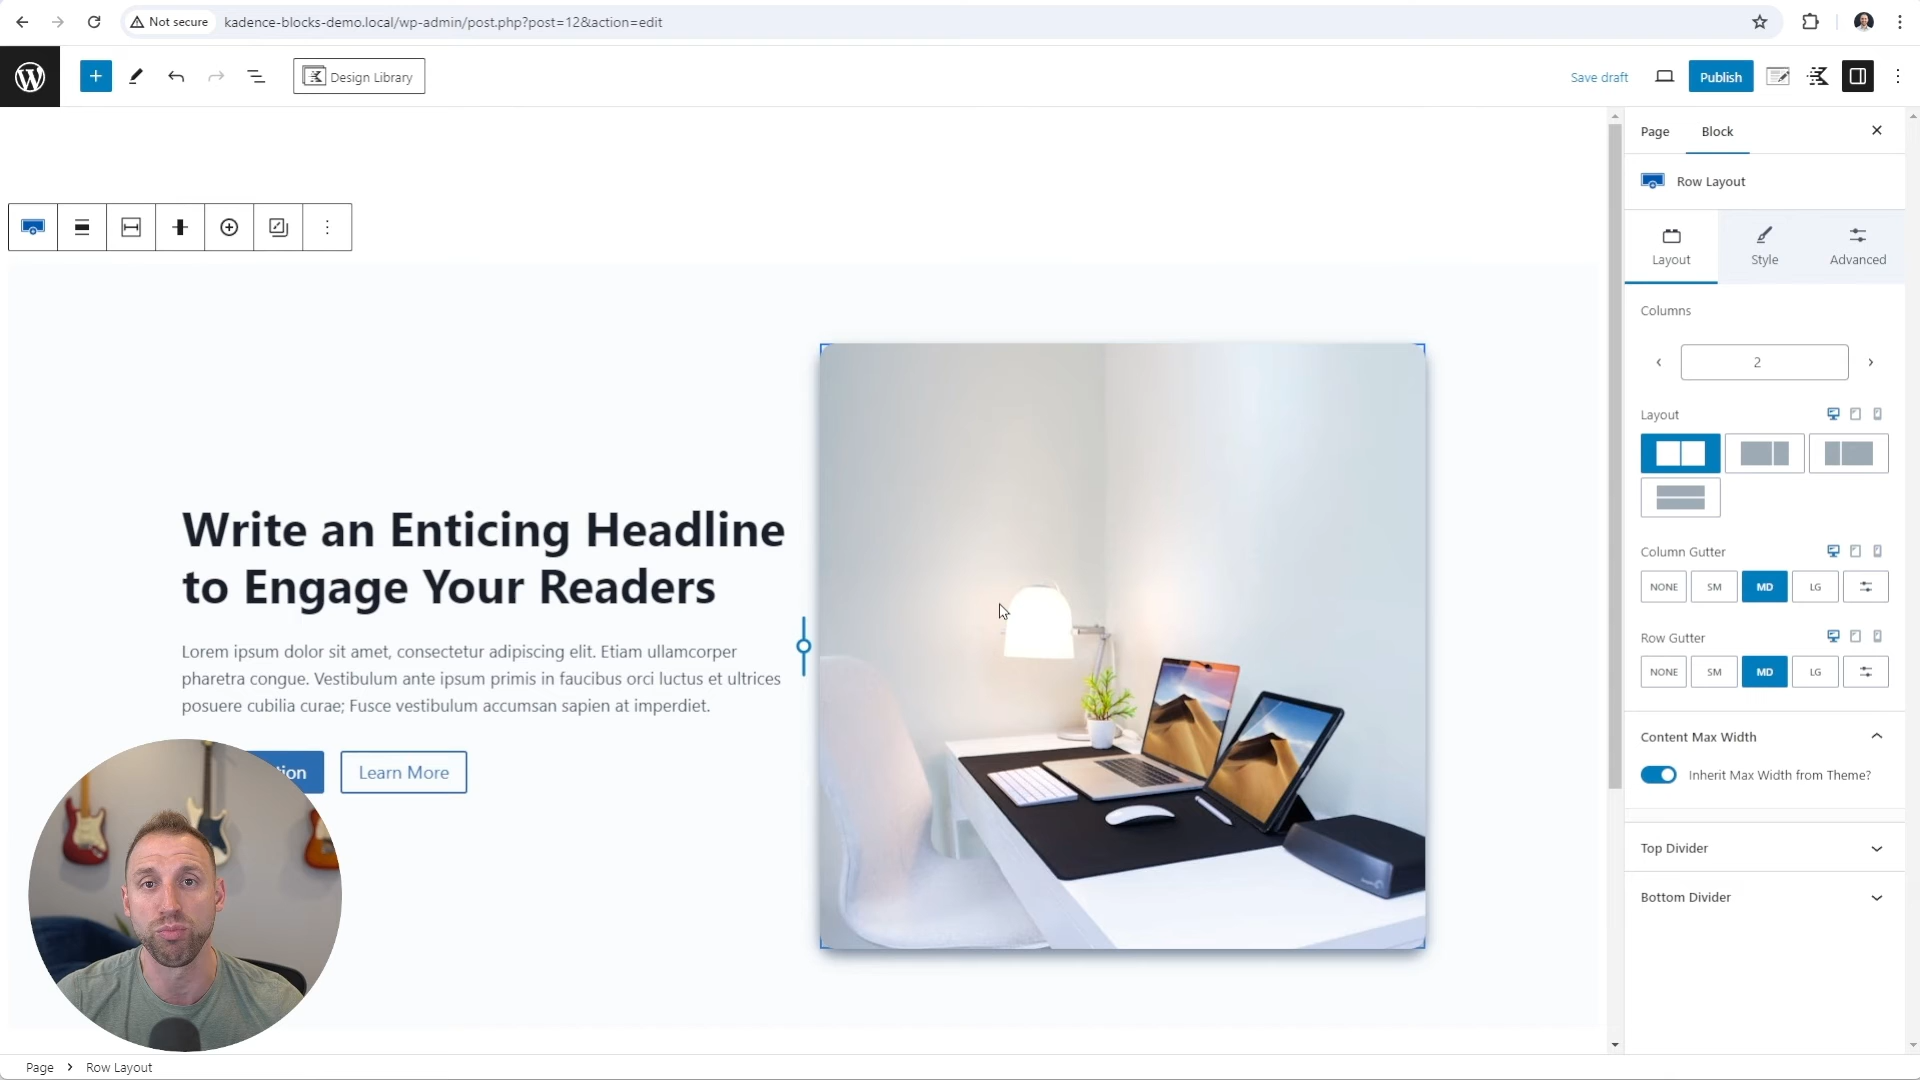 Not secure
kadence-blocks-demo.local/wp-admin/post.php?post=12&action=edit
Design Library
Save draft
Publish
Page
Block
Row Layout
Layout
Style
Advanced
Columns
2
Layout
Column Gutter
NONE
SM
MD
LG
Row Gutter
NONE
SM
MD
LG
Content Max Width
Inherit Max Width from Theme?
Top Divider
Bottom Divider
Write an Enticing Headline
to Engage Your Readers
Lorem ipsum dolor sit amet, consectetur adipiscing elit. Etiam ullamcorper
pharetra congue. Vestibulum ante ipsum primis in faucibus orci luctus et ultrices
posuere cubilia curae; Fusce vestibulum accumsan sapien at imperdiet.
Learn More
Page > Row Layout